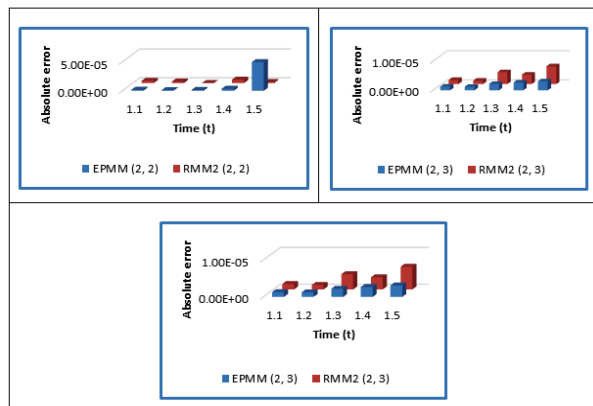 Absolute error
5.00E-05
0.00E+00
1.1 1.2 1.3 1.4 1.5
Time (t)
EPMM (2, 2) RMM2 (2, 2)
Absolute error
1.00E-05
0.00E+00
1.1 1.2 1.3 1.4 1.5
Time (t)
EPMM (2, 3) RMM2 (2, 3)
Absolute error
1.00E-05
0.00E+00
1.1 1.2 1.3 1.4 1.5
Time (t)
EPMM (2, 3) RMM2 (2, 3)